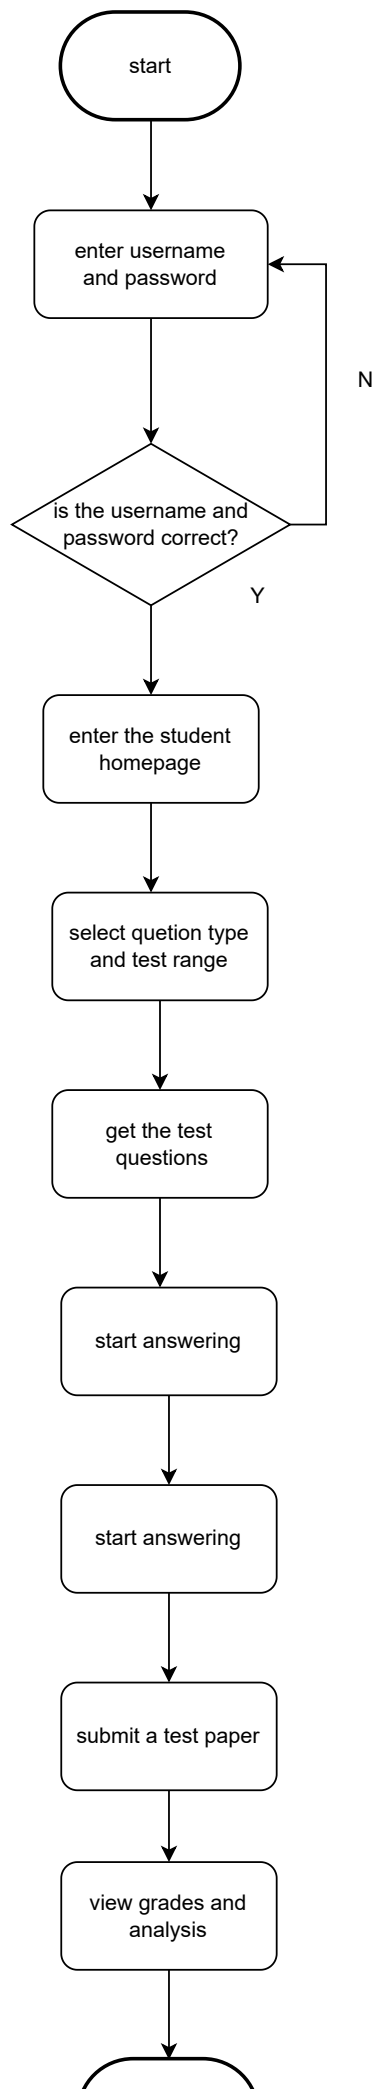 start
enter username
and password
N
is the username and
password correct?
Y
enter the student
homepage
select quetion type
and test range
get the test
questions
start answering
start answering
submit a test paper
view grades and
analysis